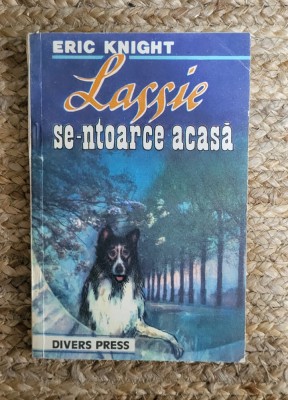 ERIC KNIGHT
Lassie
se-ntoarce acasă
DIVERS PRESS